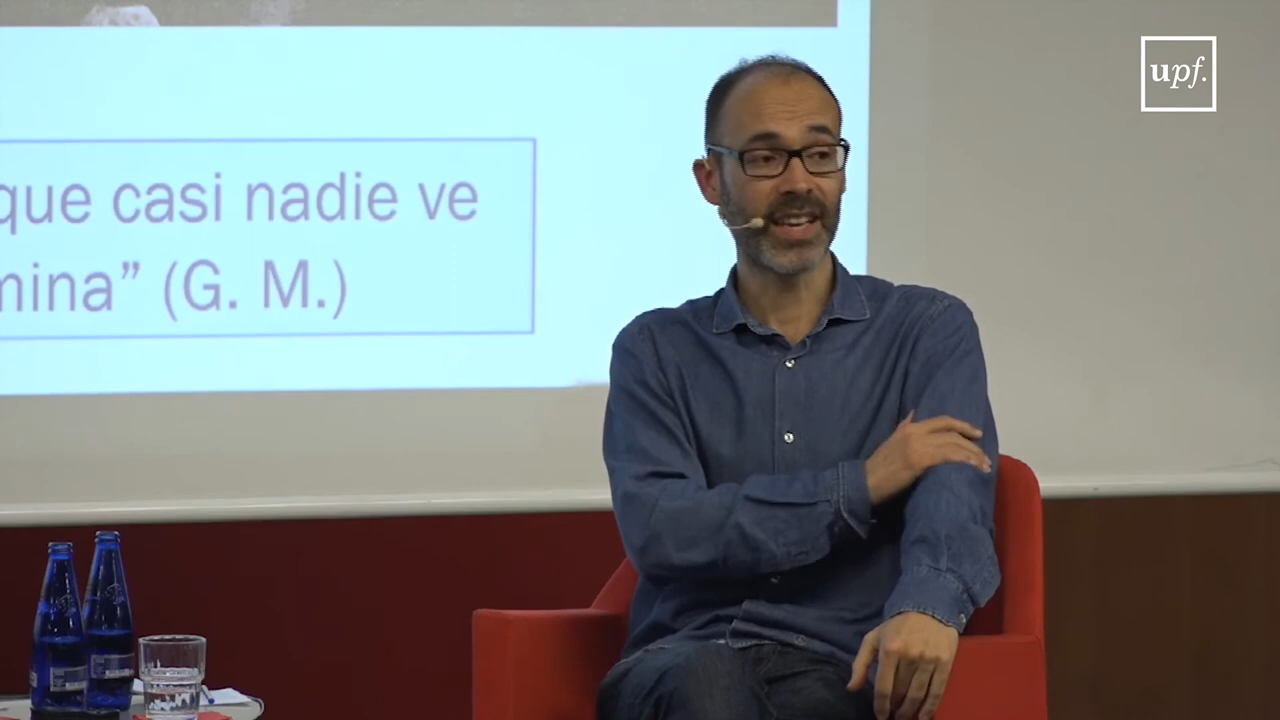 que casi nadie ve
mina” (G. M.)
upf.